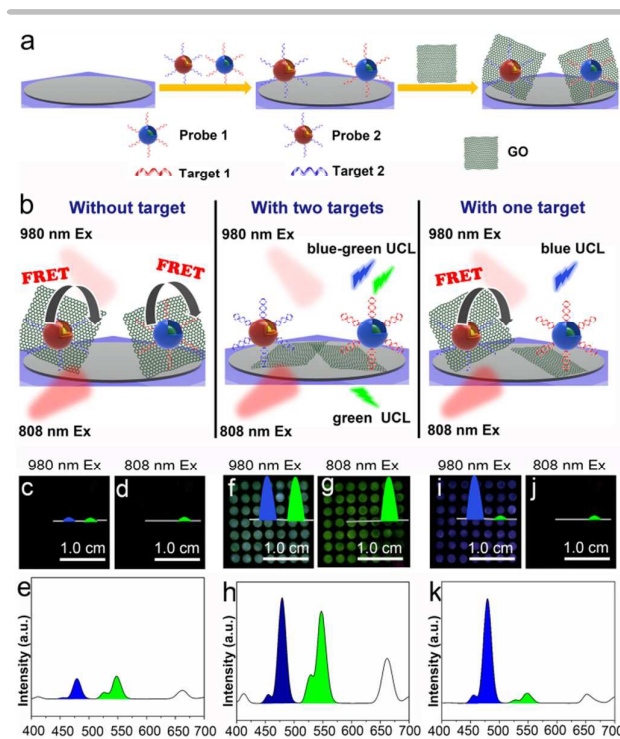 a
Probe 1
Probe 2
GO
Target 1
Target 2
b
Without target
With two targets
With one target
980 nm Ex
980 nm Ex
980 nm Ex
blue-green UCL
blue UCL
FRET
FRET
FRET
808 nm Ex
808 nm Ex
green UCL
808 nm Ex
980 nm Ex
808 nm Ex
980 nm Ex
808 nm Ex
980 nm Ex
808 nm Ex
c
d
f
g
i
j
1.0 cm
1.0 cm
1.0 cm
1.0 cm
1.0 cm
1.0 cm
e
h
k
Intensity (a.u.)
Intensity (a.u.)
Intensity (a.u.)
400 450 500 550 600 650 700
400 450 500 550 600 650 700
400 450 500 550 600 650 700